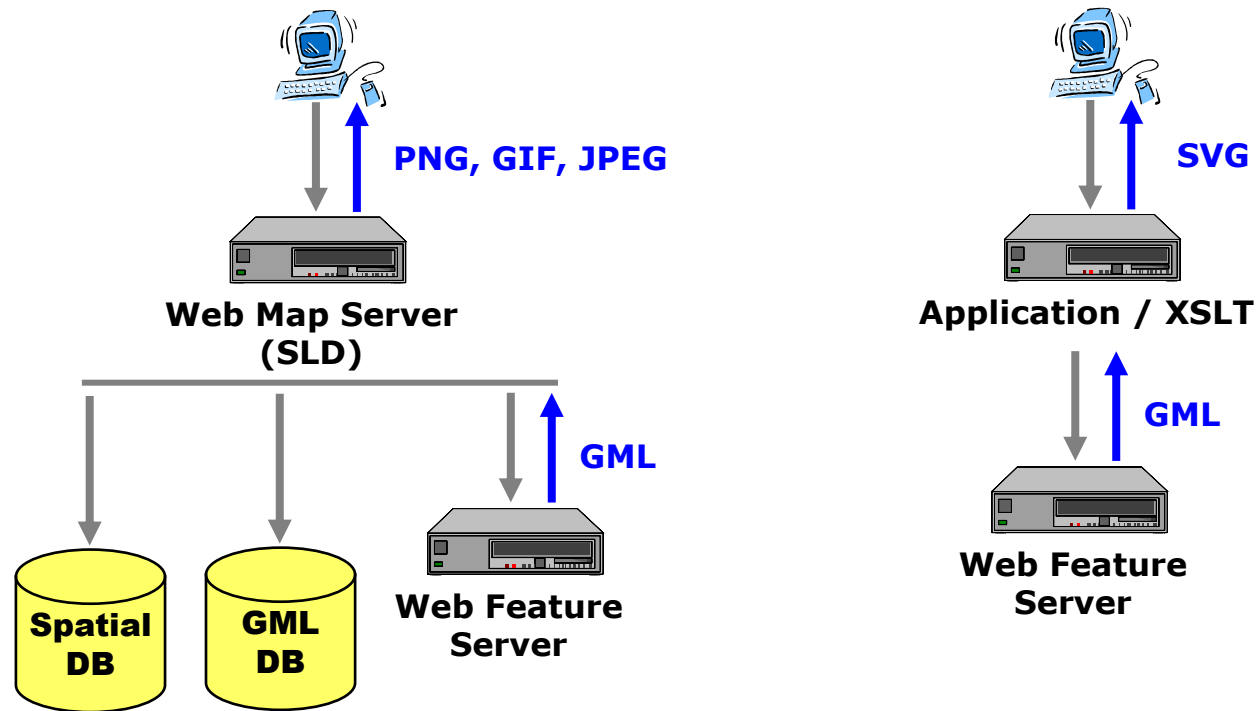 PNG, GIF, JPEG
Web Map Server
(SLD)
GML
Spatial
DB
GML
DB
Web Feature
Server
SVG
Application / XSLT
GML
Web Feature
Server